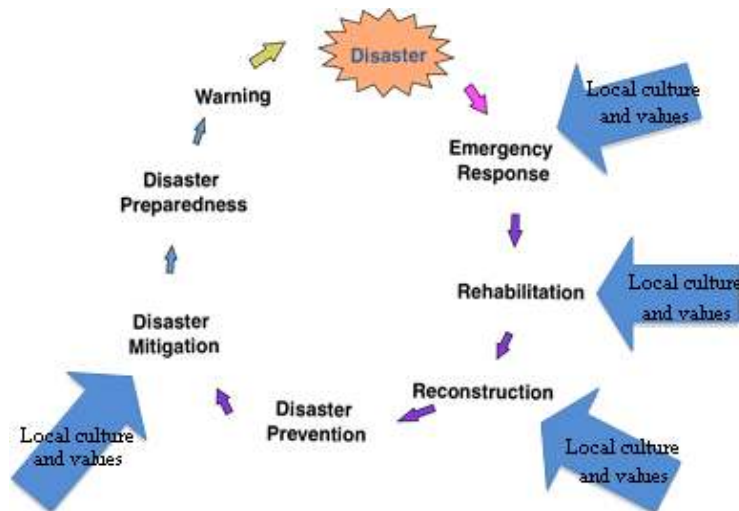 Disaster
Warning
Local culture
and values
Emergency
Response
Disaster
Preparedness
Rehabilitation
Local culture
and values
Disaster
Mitigation
Reconstruction
Disaster
Prevention
Local culture
and values
Local culture
and values